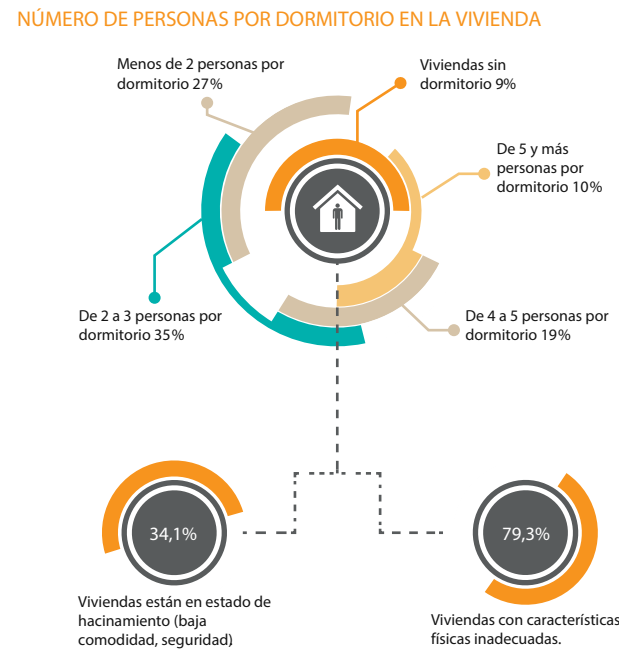 NÚMERO DE PERSONAS POR DORMITORIO EN LA VIVIENDA
Menos de 2 personas por
dormitorio 27%
Viviendas sin
dormitorio 9%
De 5 y más
personas por
dormitorio 10%
De 2 a 3 personas por
dormitorio 35%
De 4 a 5 personas por
dormitorio 19%
34,1%
79,3%
Viviendas están en estado de
hacinamiento (baja
comodidad, seguridad)
Viviendas con características
físicas inadecuadas.